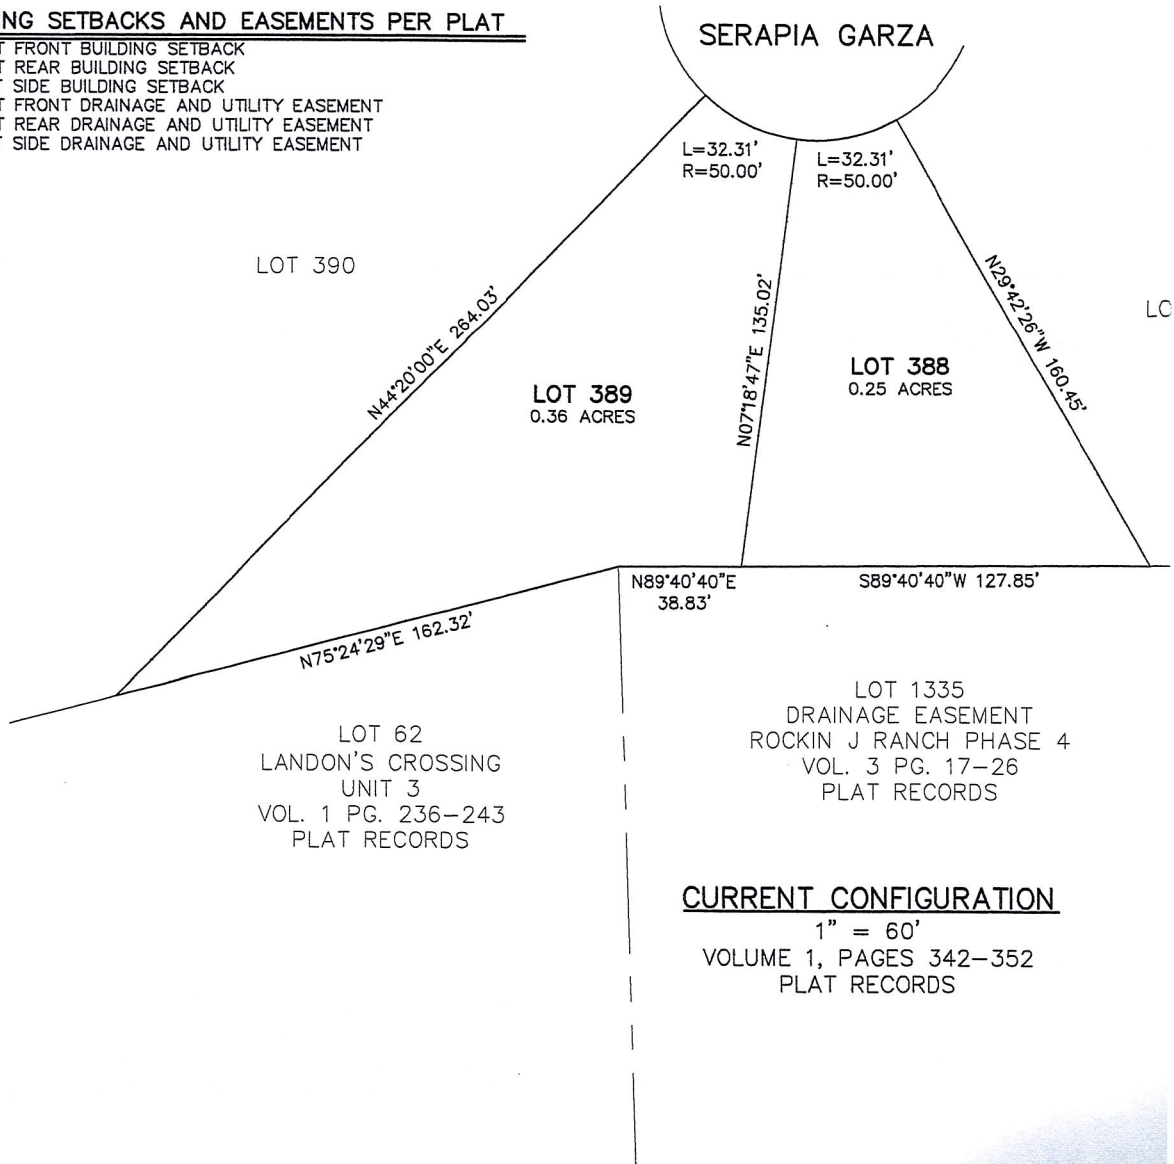 NG SETBACKS AND EASEMENTS PER PLAT
T FRONT BUILDING SETBACK
T REAR BUILDING SETBACK
T SIDE BUILDING SETBACK
T FRONT DRAINAGE AND UTILITY EASEMENT
T REAR DRAINAGE AND UTILITY EASEMENT
T SIDE DRAINAGE AND UTILITY EASEMENT
SERAPIA GARZA
L=32.31'
R=50.00'
L=32.31'
R=50.00'
LOT 390
N44°20'00"E 264.03'
LOT 389
0.36 ACRES
N07°18'47"E 135.02'
LOT 388
0.25 ACRES
N29°42'26"W 160.45'
LO
N89°40'40"E
38.83'
S89°40'40"W 127.85'
N75°24'29"E 162.32'
LOT 62
LANDON'S CROSSING
UNIT 3
VOL. 1 PG. 236-243
PLAT RECORDS
LOT 1335
DRAINAGE EASEMENT
ROCKIN J RANCH PHASE 4
VOL. 3 PG. 17-26
PLAT RECORDS
CURRENT CONFIGURATION
1" = 60'
VOLUME 1, PAGES 342-352
PLAT RECORDS